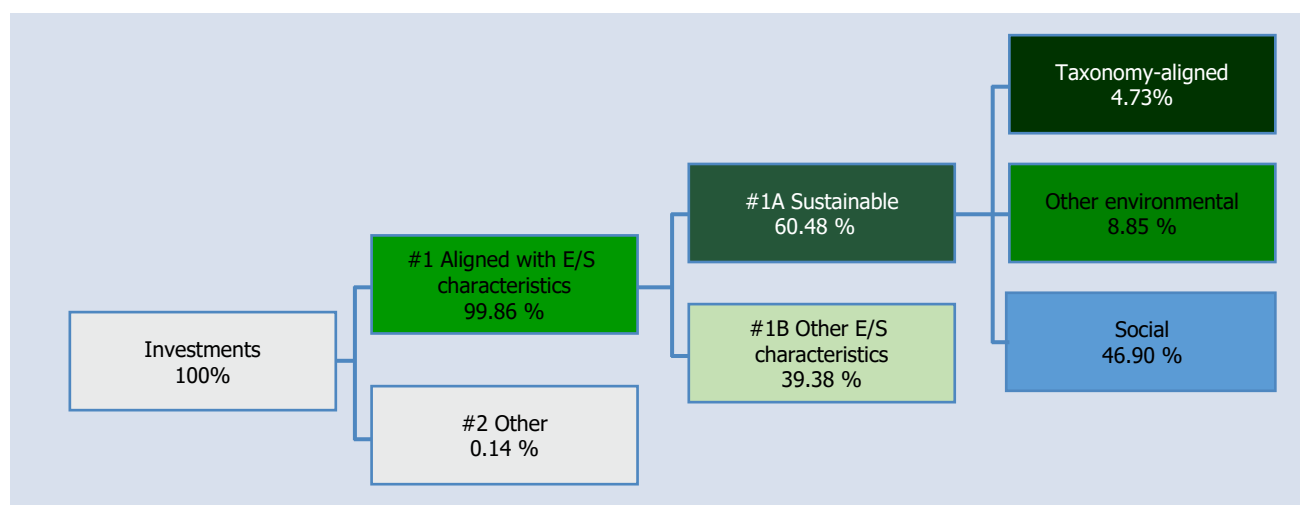 Investments
100%
#1 Aligned with E/S
characteristics
99.86 %
#2 Other
0.14 %
#1A Sustainable
60.48 %
#1B Other E/S
characteristics
39.38 %
Taxonomy-aligned
4.73%
Other environmental
8.85 %
Social
46.90 %